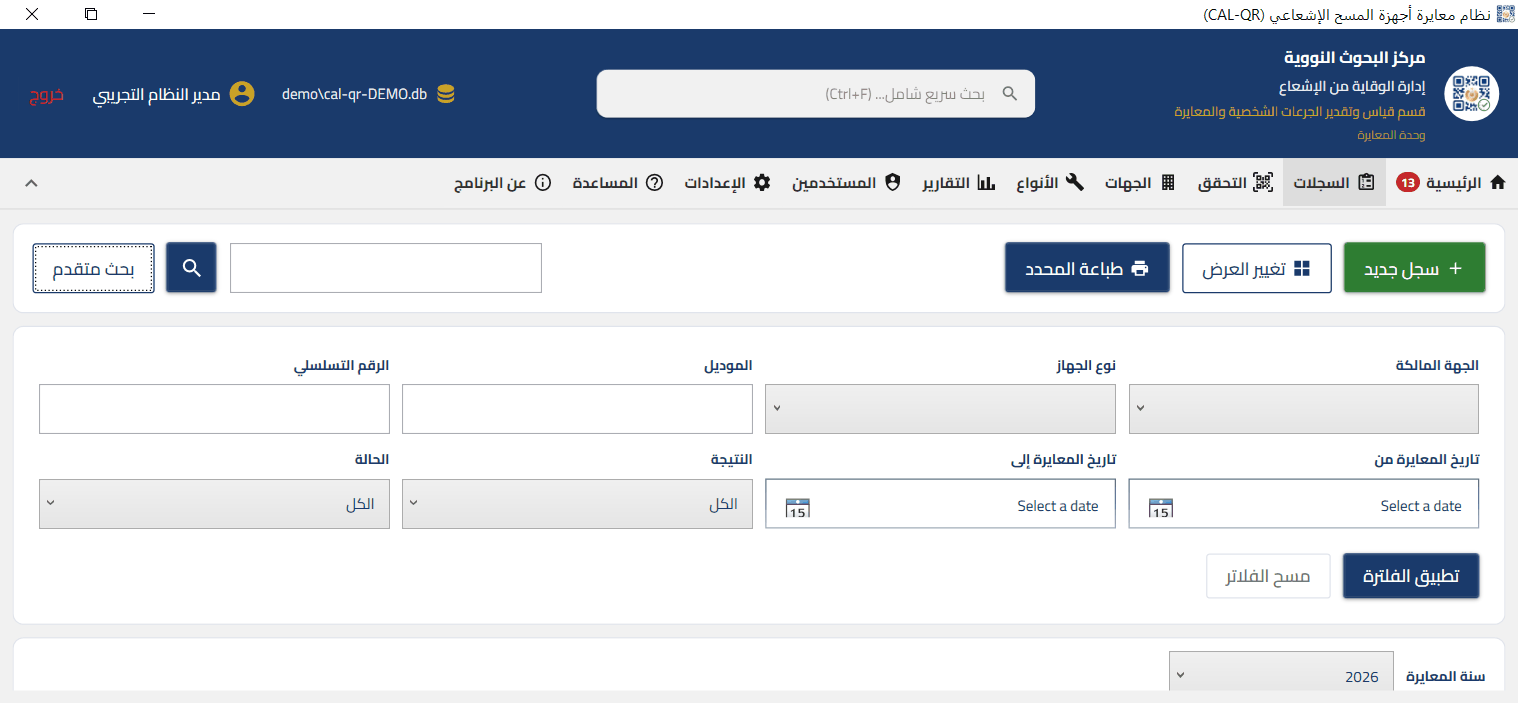 نظام معايرة أجهزة المسح الإشعاعي (CAL-QR)
مركز البحوث النووية
إدارة الوقاية من الإشعاع
قسم قياس وتقدير الجرعات الشخصية والمعايرة
وحدة المعايرة
بحث سريع شامل... (Ctrl+F)
demo\cal-qr-DEMO.db
مدير النظام التجريبي
خروج
الرئيسية 13 السجلات التحقق الجهات الأنواع التقارير المستخدمين الإعدادات المساعدة عن البرنامج
+ سجل جديد تغيير العرض طباعة المحدد بحث متقدم
الجهة المالكة نوع الجهاز الموديل الرقم التسلسلي
تاريخ المعايرة من تاريخ المعايرة إلى النتيجة الحالة
Select a date 15 Select a date 15 الكل الكل
تطبيق الفلترة مسح الفلاتر
سنة المعايرة 2026